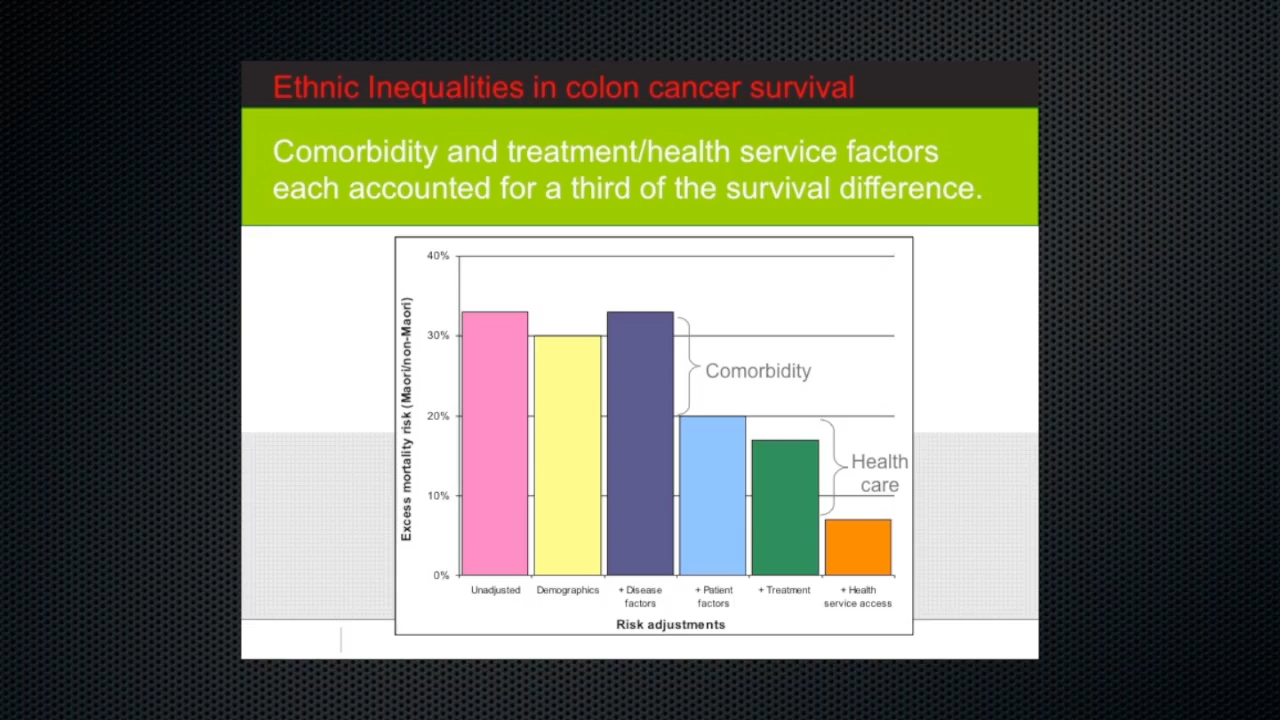 Ethnic Inequalities in colon cancer survival
Comorbidity and treatment/health service factors
each accounted for a third of the survival difference.
Excess mortality risk (Maori/non-Maori)
40%
30%
20%
10%
0%
Comorbidity
Health
care
Unadjusted
Demographics
+ Disease
factors
+ Patient
factors
+ Treatment
+ Health
service access
Risk adjustments